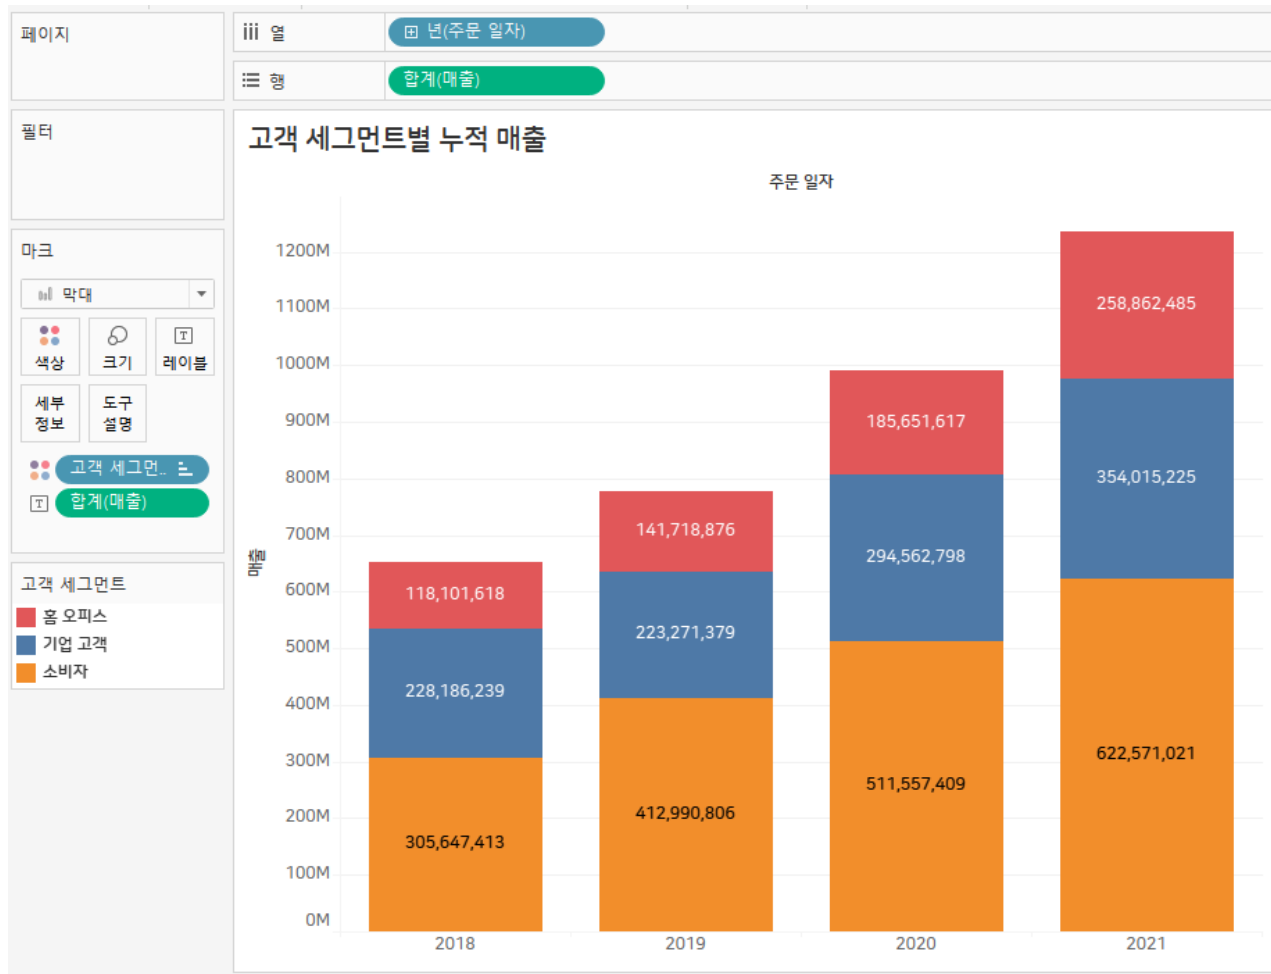 페이지
iii 열
년(주문 일자)
행
합계(매출)
필터
고객 세그먼트별 누적 매출
주문 일자
마크
막대
색상
크기
T
레이블
세부
정보
도구
설명
고객 세그먼..
T
합계(매출)
고객 세그먼트
홈 오피스
기업 고객
소비자
매출
1200M
1100M
1000M
900M
800M
700M
600M
500M
400M
300M
200M
100M
0M
118,101,618
228,186,239
305,647,413
141,718,876
223,271,379
412,990,806
185,651,617
294,562,798
511,557,409
258,862,485
354,015,225
622,571,021
2018
2019
2020
2021